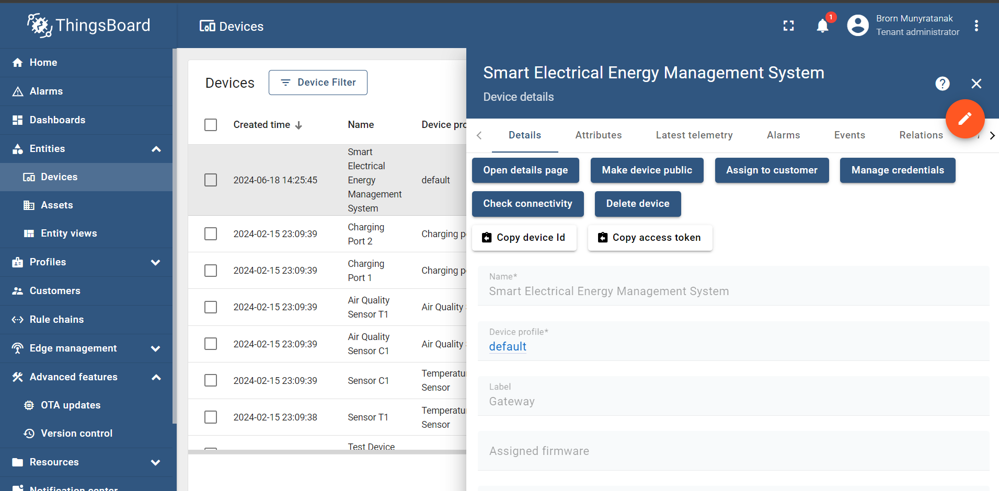 ThingsBoard
Devices
1
Brorn Munyratanak
Tenant administrator
Home
Alarms
Dashboards
Entities
Devices
Assets
Entity views
Profiles
Customers
Rule chains
Edge management
Advanced features
OTA updates
Version control
Resources
Notification center
Devices
Device Filter
Created time
Name
Device pro
2024-06-18 14:25:45
Smart
Electrical
Energy
Management
System
default
2024-02-15 23:09:39
Charging
Port 2
Charging p
2024-02-15 23:09:39
Charging
Port 1
Charging p
2024-02-15 23:09:39
Air Quality
Sensor T1
Air Quality
2024-02-15 23:09:39
Air Quality
Sensor C1
Air Quality
2024-02-15 23:09:39
Sensor C1
Temperatu
Sensor
2024-02-15 23:09:38
Sensor T1
Temperatu
Sensor
Test Device
Smart Electrical Energy Management System
Device details
Details
Attributes
Latest telemetry
Alarms
Events
Relations
Open details page
Make device public
Assign to customer
Manage credentials
Check connectivity
Delete device
Copy device Id
Copy access token
Name*
Smart Electrical Energy Management System
Device profile*
default
Label
Gateway
Assigned firmware